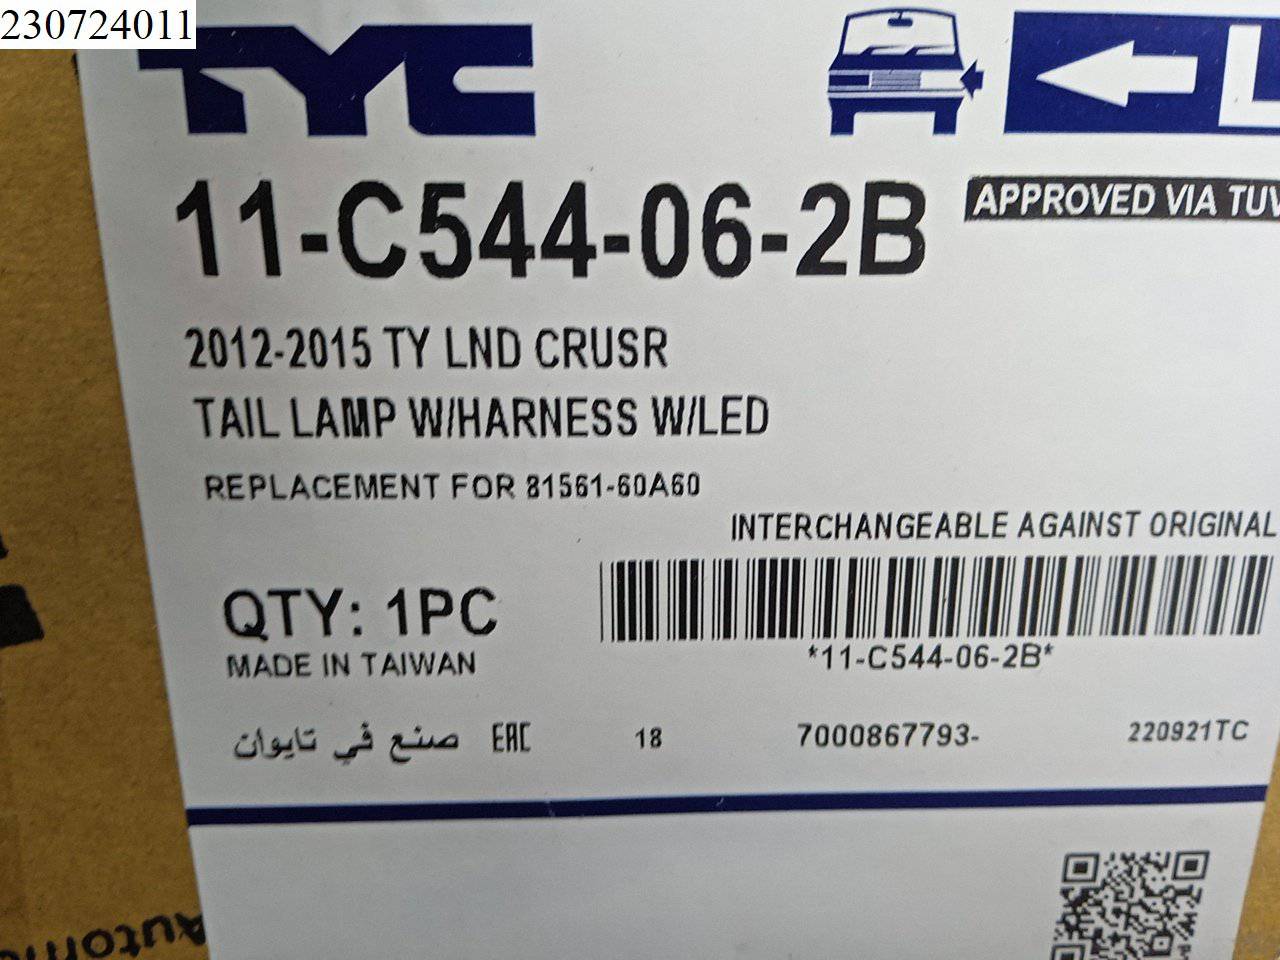 230724011
TYC
L
11-C544-06-2B
APPROVED VIA TUV
2012-2015 TY LND CRUSR
TAIL LAMP W/HARNESS W/LED
REPLACEMENT FOR 81561-60A60
INTERCHANGEABLE AGAINST ORIGINAL
QTY: 1PC
*11-C544-06-2B*
MADE IN TAIWAN
صنع في تايوان EAC 18 7000867793- 220921TC
Automo